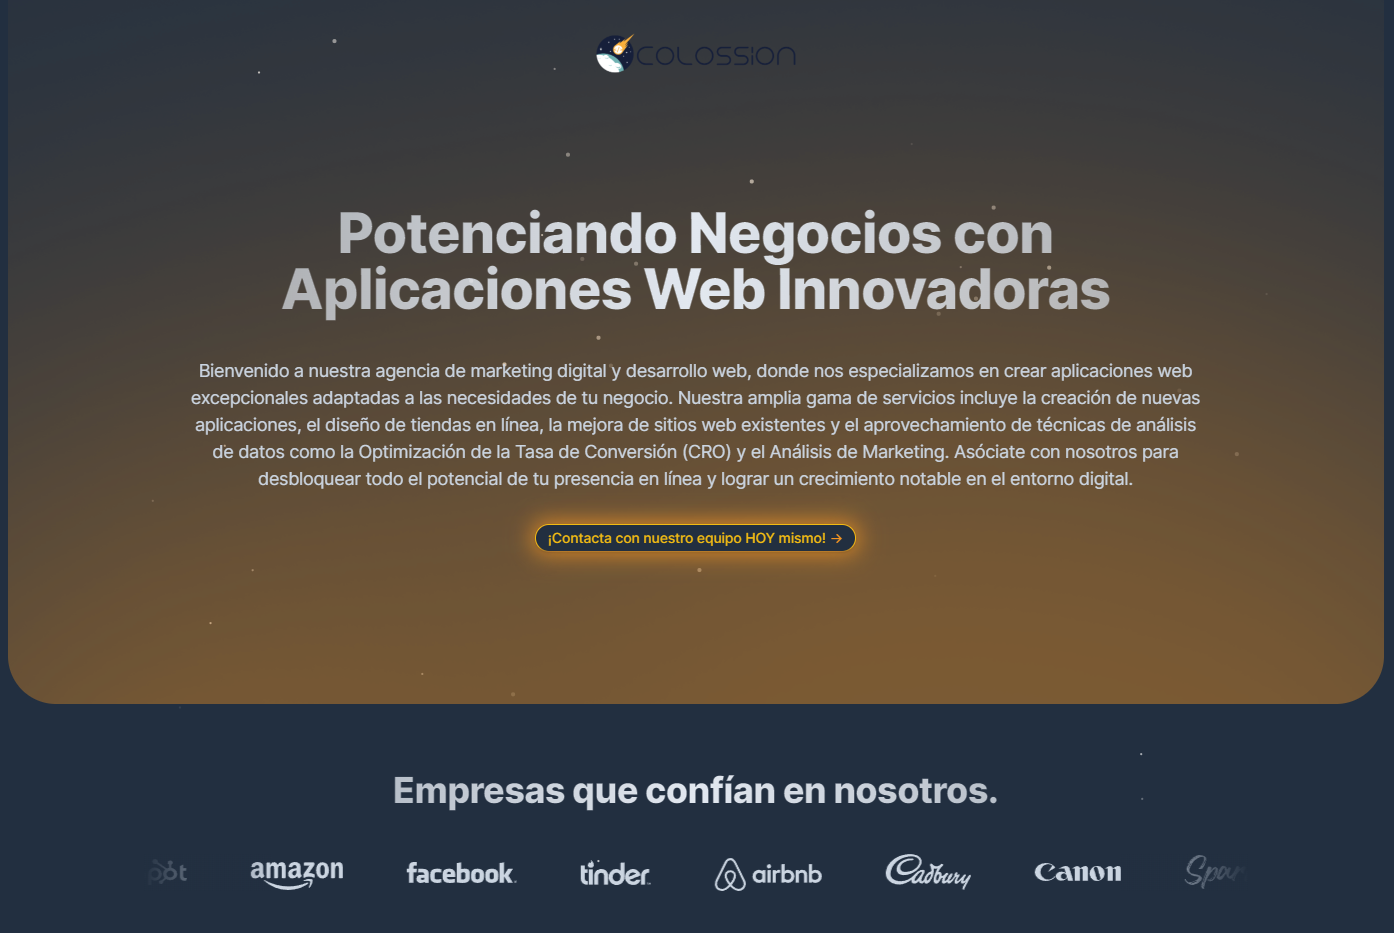 COLOSSION
Potenciando Negocios con
Aplicaciones Web Innovadoras
Bienvenido a nuestra agencia de marketing digital y desarrollo web, donde nos especializamos en crear aplicaciones web
excepcionales adaptadas a las necesidades de tu negocio. Nuestra amplia gama de servicios incluye la creación de nuevas
aplicaciones, el diseño de tiendas en línea, la mejora de sitios web existentes y el aprovechamiento de técnicas de análisis
de datos como la Optimización de la Tasa de Conversión (CRO) y el Análisis de Marketing. Asóciate con nosotros para
desbloquear todo el potencial de tu presencia en línea y lograr un crecimiento notable en el entorno digital.
¡Contacta con nuestro equipo HOY mismo! →
Empresas que confían en nosotros.
pot amazon facebook. tinder airbnb Cadbury Canon Spar